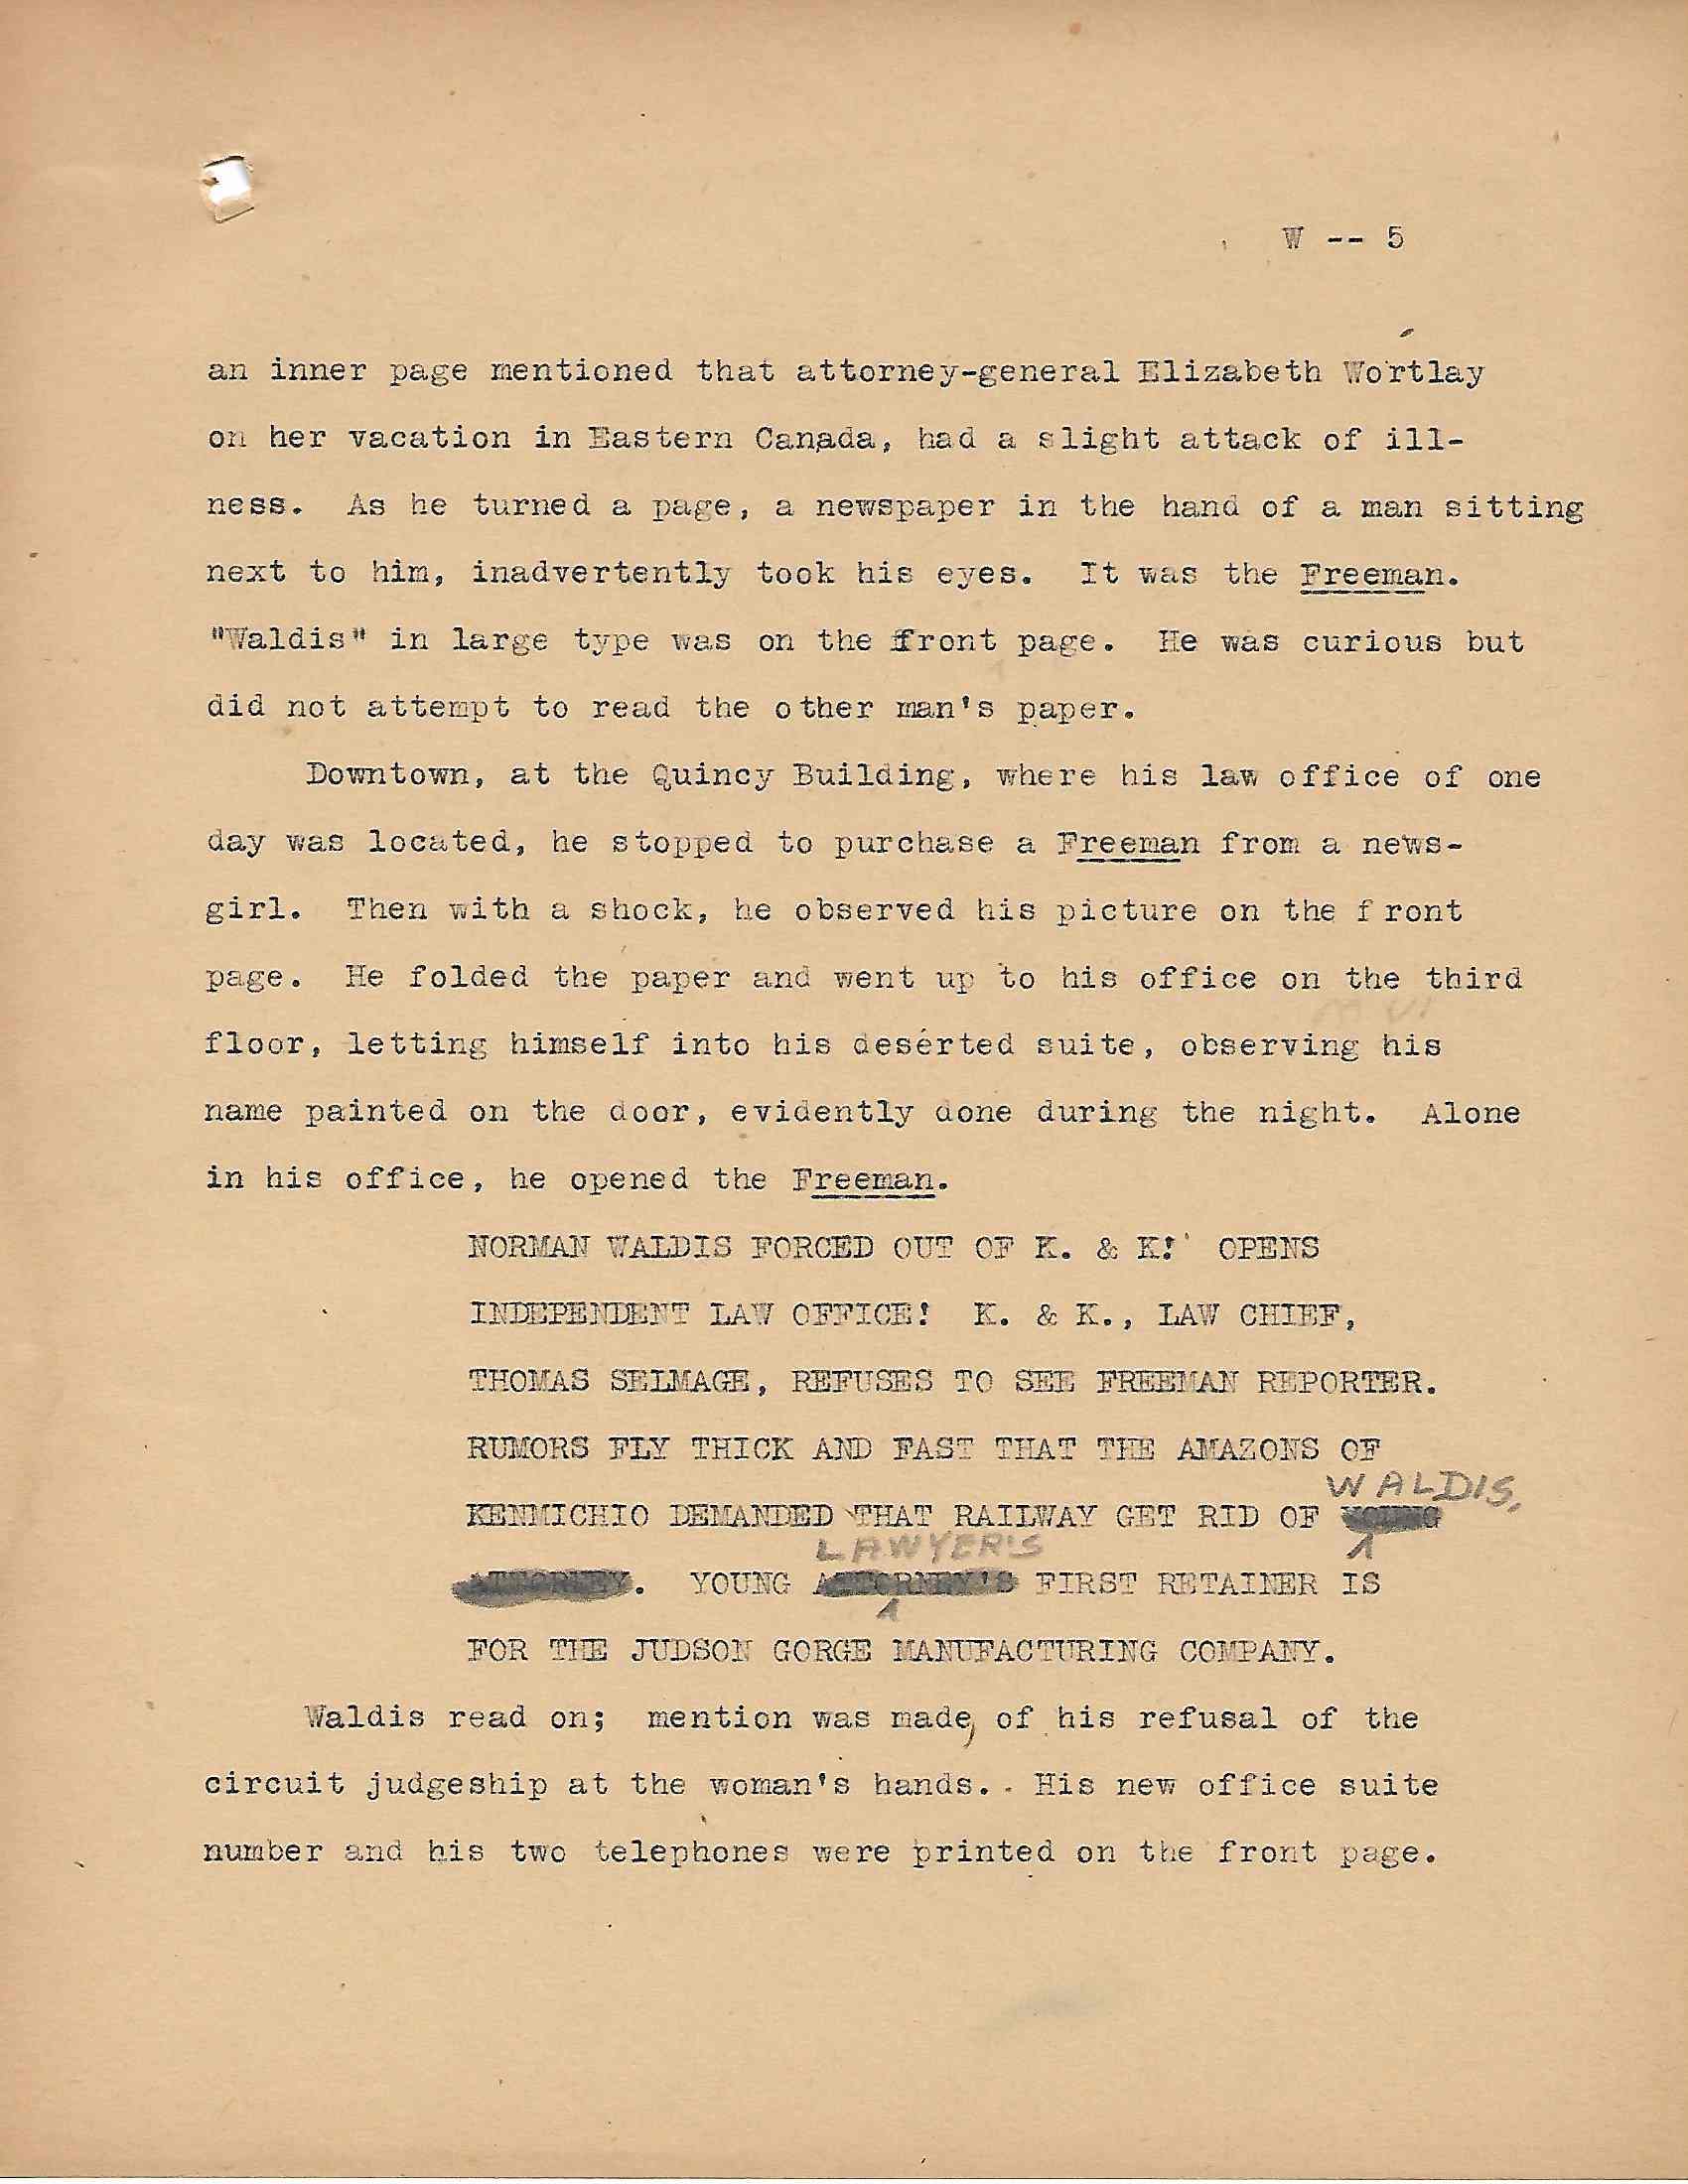 W -- 5
an inner page mentioned that attorney-general Elizabeth Wortlay
on her vacation in Eastern Canada, had a slight attack of ill-
ness. As he turned a page, a newspaper in the hand of a man sitting
next to him, inadvertently took his eyes. It was the Freeman.
"Waldis" in large type was on the front page. He was curious but
did not attempt to read the other man's paper.
Downtown, at the Quincy Building, where his law office of one
day was located, he stopped to purchase a Freeman from a news-
girl. Then with a shock, he observed his picture on the front
page. He folded the paper and went up to his office on the third
floor, letting himself into his deserted suite, observing his
name painted on the door, evidently done during the night. Alone
in his office, he opened the Freeman.
NORMAN WALDIS FORCED OUT OF K. & K! OPENS
INDEPENDENT LAW OFFICE! K. & K., LAW CHIEF,
THOMAS SELMAGE, REFUSES TO SEE FREEMAN REPORTER.
RUMORS FLY THICK AND FAST THAT THE AMAZONS OF
WALDIS.
KENMICHIO DEMANDED THAT RAILWAY GET RID OF YOUNG
LAWYER'S
ATTORNEY. YOUNG ATTORNEY'S FIRST RETAINER IS
FOR THE JUDSON GORGE MANUFACTURING COMPANY.
Waldis read on; mention was made, of his refusal of the
circuit judgeship at the woman's hands. His new office suite
number and his two telephones were printed on the front page.